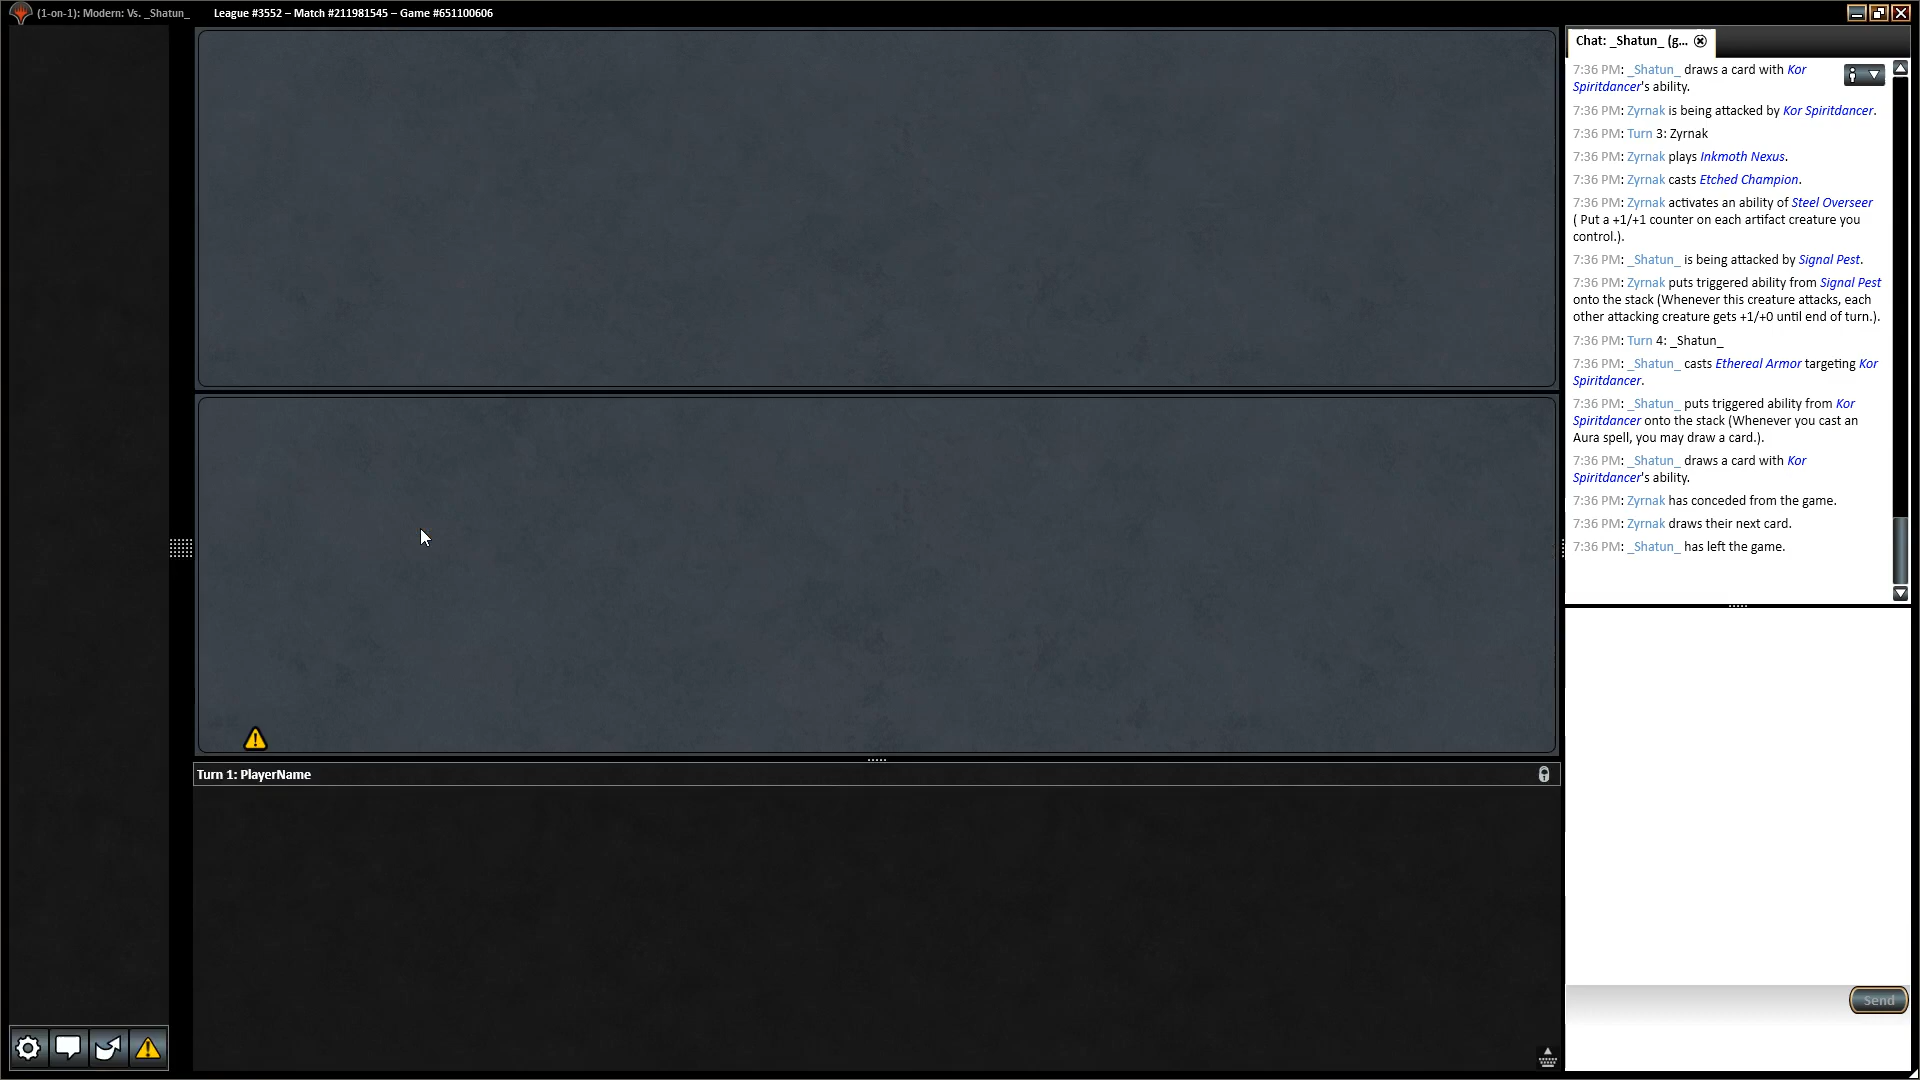 (1-on-1): Modern: Vs. _Shatun_
League #3552 – Match #211981545 – Game #651100606
Chat: _Shatun_ (g...
7:36 PM: _Shatun_ draws a card with Kor
Spiritdancer's ability.
7:36 PM: Zyrnak is being attacked by Kor Spiritdancer.
7:36 PM: Turn 3: Zyrnak
7:36 PM: Zyrnak plays Inkmoth Nexus.
7:36 PM: Zyrnak casts Etched Champion.
7:36 PM: Zyrnak activates an ability of Steel Overseer
( Put a +1/+1 counter on each artifact creature you
control.).
7:36 PM: _Shatun_ is being attacked by Signal Pest.
7:36 PM: Zyrnak puts triggered ability from Signal Pest
onto the stack (Whenever this creature attacks, each
other attacking creature gets +1/+0 until end of turn.).
7:36 PM: Turn 4: _Shatun_
7:36 PM: _Shatun_ casts Ethereal Armor targeting Kor
Spiritdancer.
7:36 PM: _Shatun_ puts triggered ability from Kor
Spiritdancer onto the stack (Whenever you cast an
Aura spell, you may draw a card.).
7:36 PM: _Shatun_ draws a card with Kor
Spiritdancer's ability.
7:36 PM: Zyrnak has conceded from the game.
7:36 PM: Zyrnak draws their next card.
7:36 PM: _Shatun_ has left the game.
Turn 1: PlayerName
Send